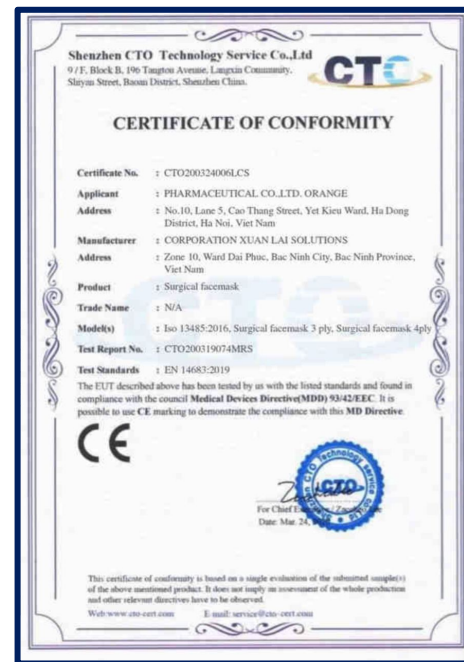 Shenzhen CTO Technology Service Co.,Ltd
9 / F, Block B, 196 Tangtou Avenue, Langxin Community,
Shiyan Street, Baoan District, Shenzhen China.
CTO
CERTIFICATE OF CONFORMITY
Certificate No. : CTO200324006LCS
Applicant : PHARMACEUTICAL CO.,LTD. ORANGE
Address : No.10, Lane 5, Cao Thang Street, Yet Kieu Ward, Ha Dong
District, Ha Noi, Viet Nam
Manufacturer : CORPORATION XUAN LAI SOLUTIONS
Address : Zone 10, Ward Dai Phuc, Bac Ninh City, Bac Ninh Province,
Viet Nam
Product : Surgical facemask
Trade Name : N/A
Model(s) : Iso 13485:2016, Surgical facemask 3 ply, Surgical facemask 4ply
Test Report No. : CTO200319074MRS
Test Standards : EN 14683:2019
The EUT described above has been tested by us with the listed standards and found in
compliance with the council Medical Devices Directive(MDD) 93/42/EEC. It is
possible to use CE marking to demonstrate the compliance with this MD Directive.
CE
CTO
For Chief
Date: Mar. 24,
This certificate of conformity is based on a single evaluation of the submitted sample(s)
of the above mentioned product. It does not imply an assessment of the whole production
and other relevant directives have to be observed.
Web:www.cto-cert.com E-mail: service@cto-cert.com